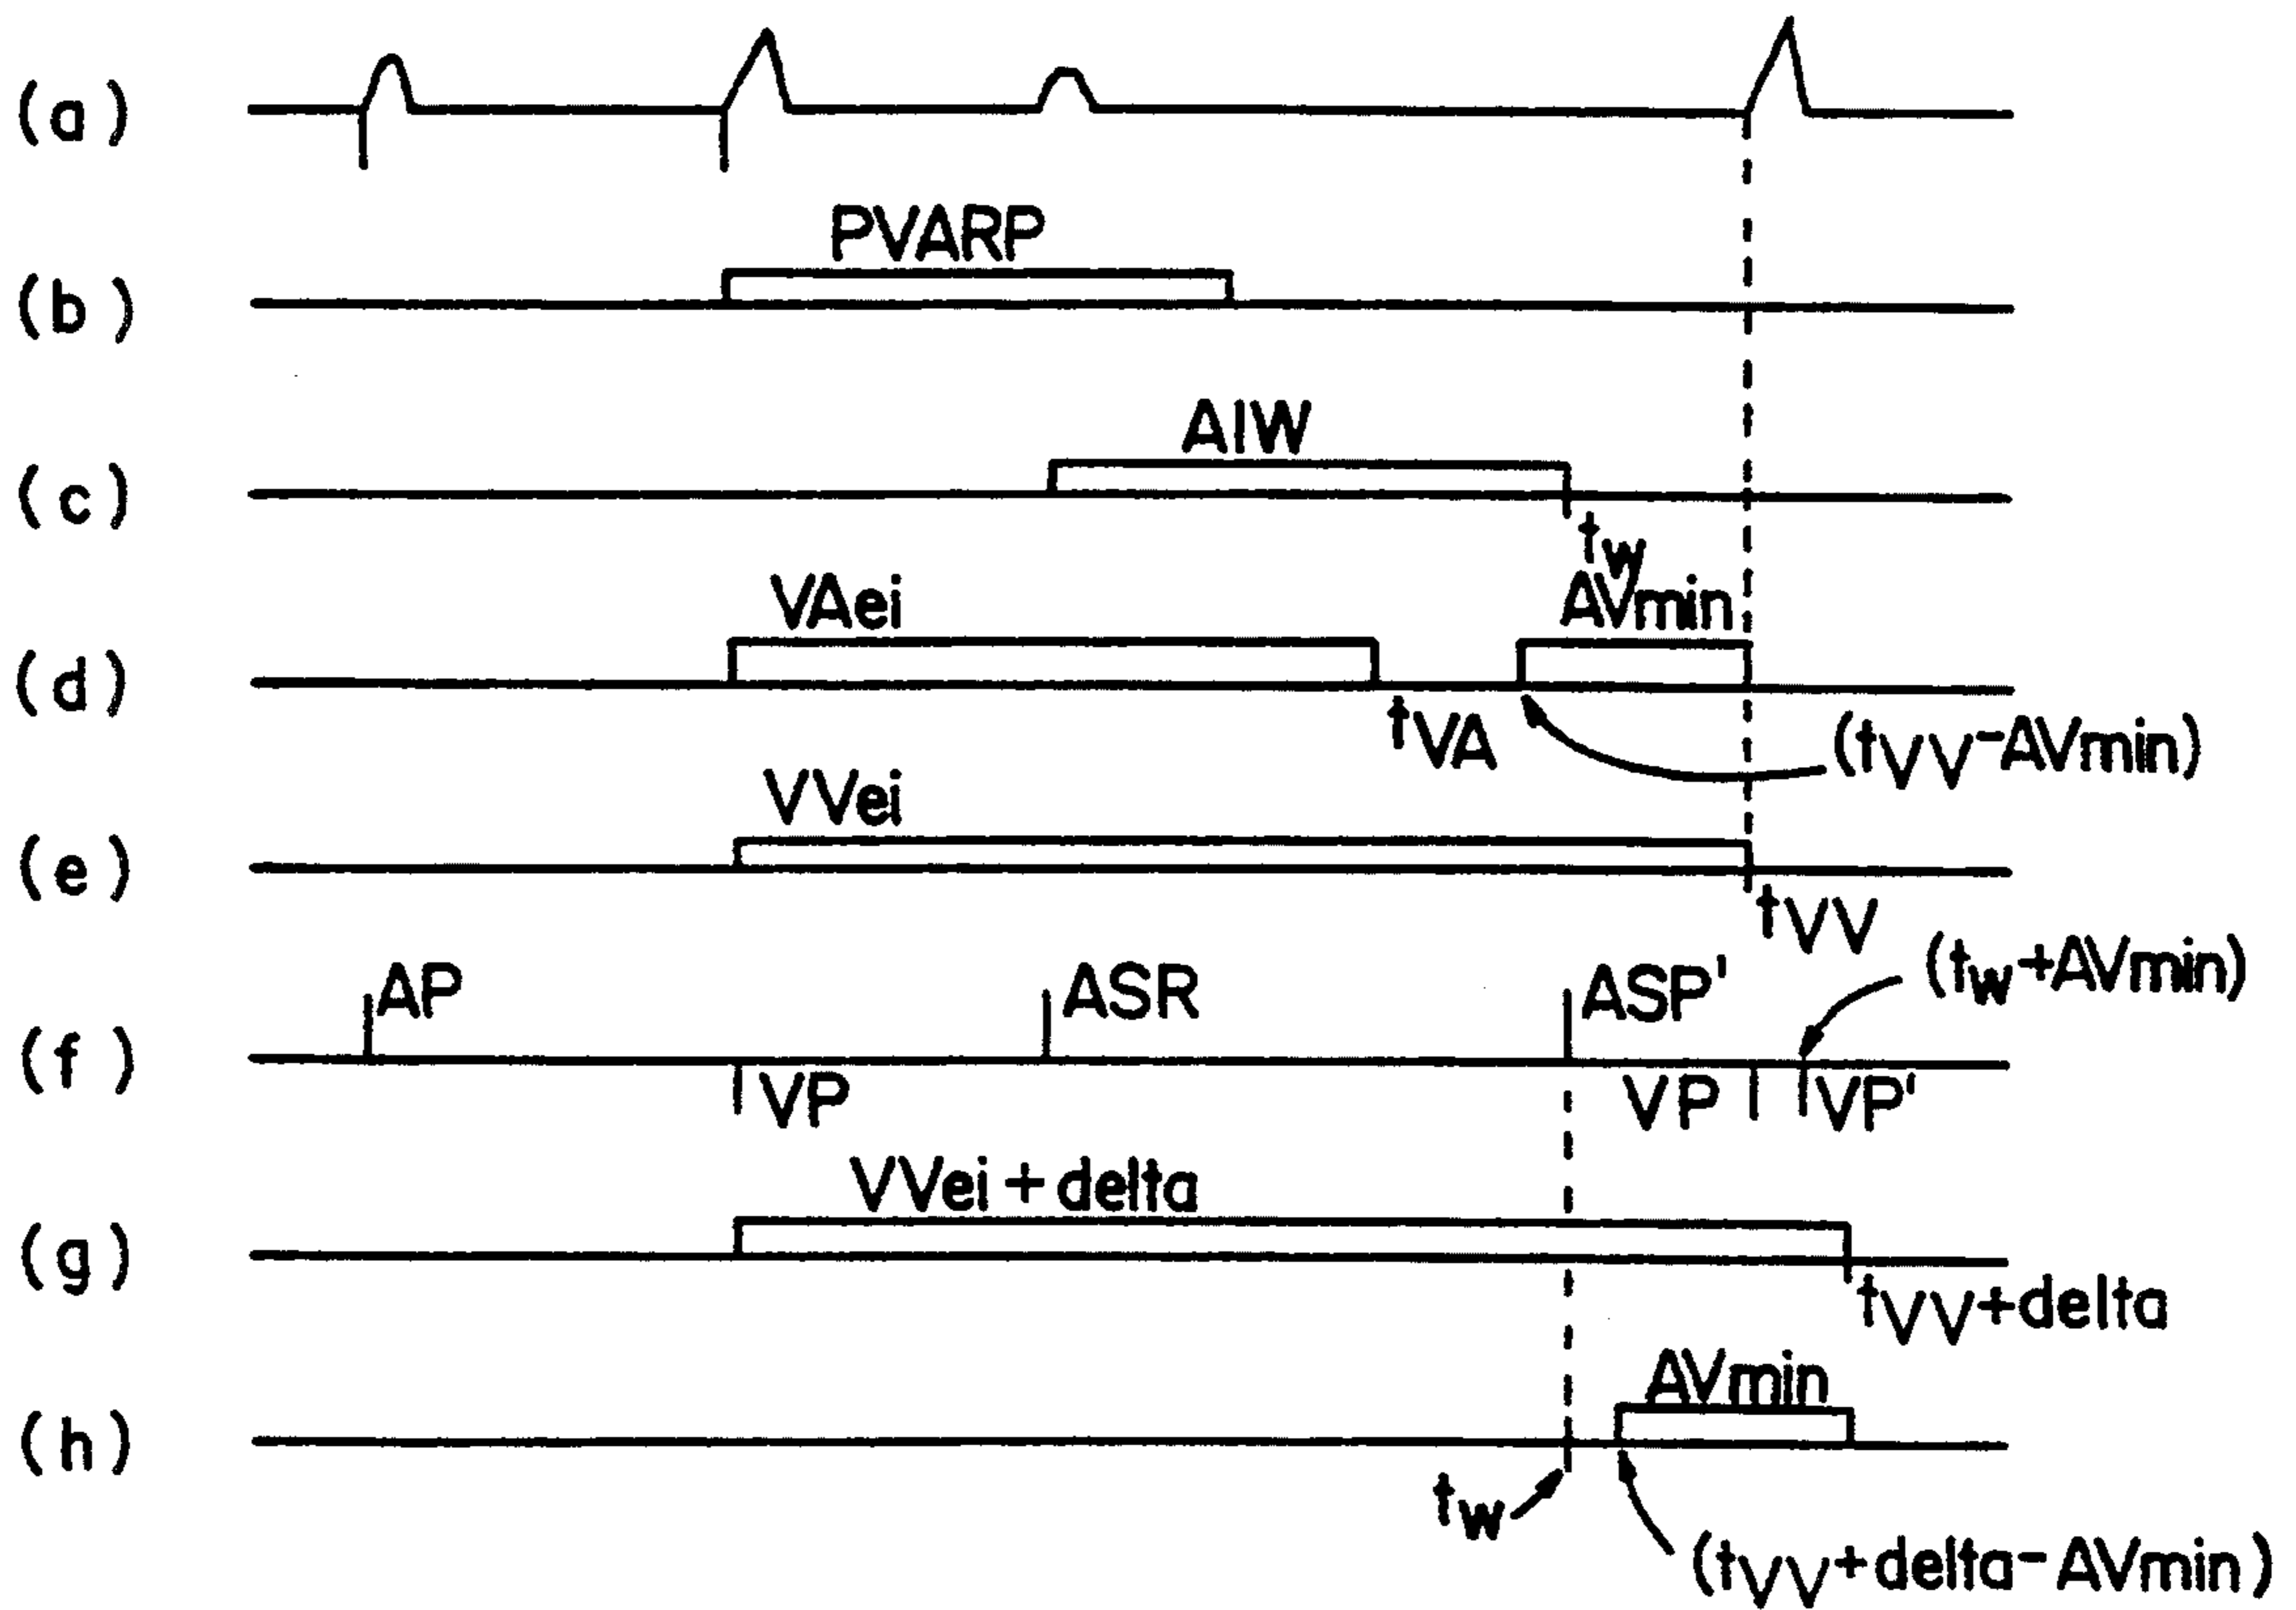 (a)
PVARP
(b)
AIW
(c)
tw
VAei
AVmin
(d)
tVA
(tVV-AVmin)
VVei
(e)
tVV
(tw+AVmin)
AP
ASR
ASP'
(f)
VP
VP
VP'
VVei+delta
(g)
tVV+delta
AVmin
(h)
tw
(tVV+delta-AVmin)